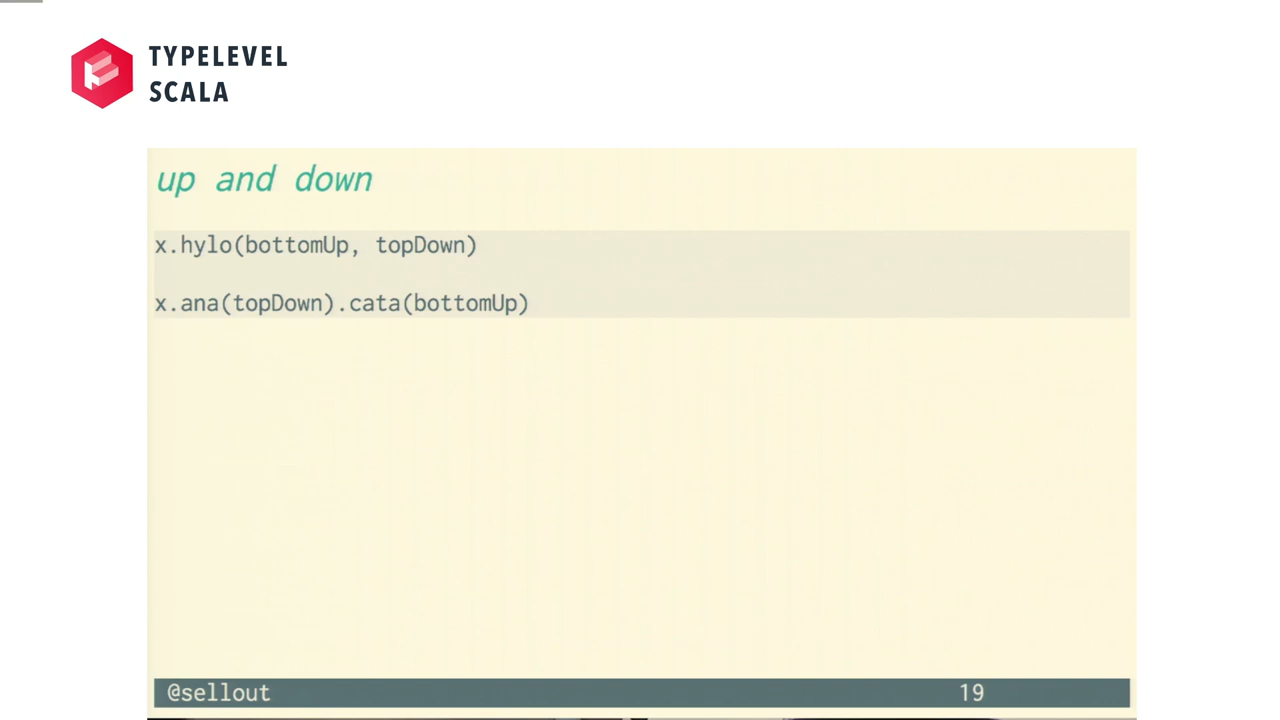 TYPELEVEL
SCALA
up and down
x.hylo(bottomUp, topDown)
x.ana(topDown).cata(bottomUp)
@sellout 19